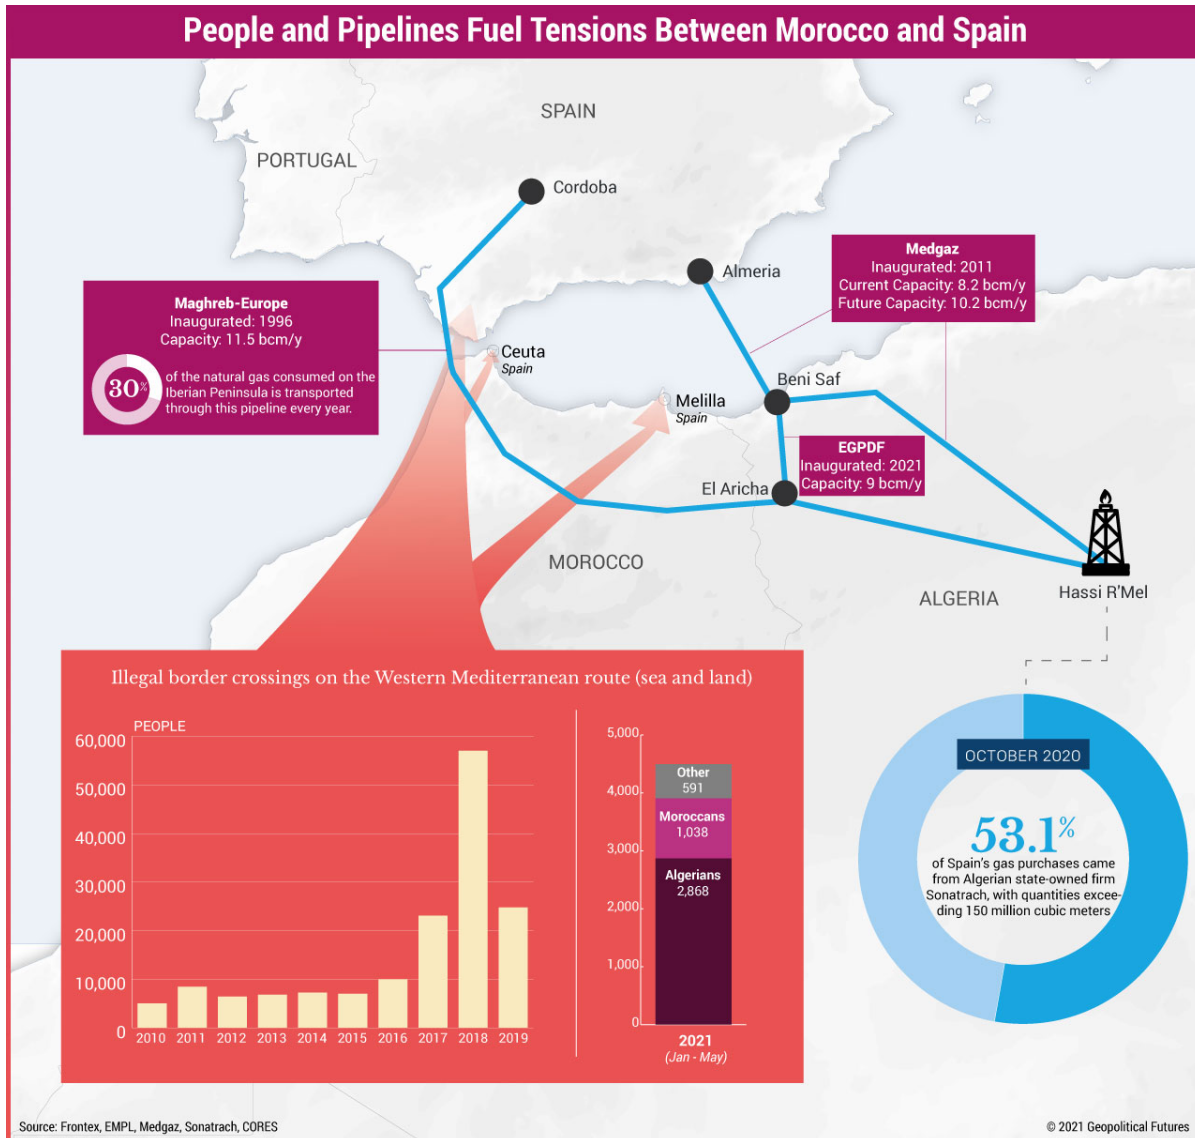 People and Pipelines Fuel Tensions Between Morocco and Spain
SPAIN
PORTUGAL
Cordoba
Almeria
Medgaz
Inaugurated: 2011
Current Capacity: 8.2 bcm/y
Future Capacity: 10.2 bcm/y
Maghreb-Europe
Inaugurated: 1996
Capacity: 11.5 bcm/y
30%
of the natural gas consumed on the
Iberian Peninsula is transported
through this pipeline every year.
Ceuta
Spain
Melilla
Spain
Beni Saf
EGPDF
Inaugurated: 2021
Capacity: 9 bcm/y
El Aricha
MOROCCO
ALGERIA
Hassi R'Mel
Illegal border crossings on the Western Mediterranean route (sea and land)
PEOPLE
60,000
50,000
40,000
30,000
20,000
10,000
0
2010 2011 2012 2013 2014 2015 2016 2017 2018 2019
5,000
4,000
3,000
2,000
1,000
0
Other
591
Moroccans
1,038
Algerians
2,868
2021
(Jan - May)
OCTOBER 2020
53.1%
of Spain's gas purchases came
from Algerian state-owned firm
Sonatrach, with quantities excee-
ding 150 million cubic meters
Source: Frontex, EMPL, Medgaz, Sonatrach, CORES
© 2021 Geopolitical Futures